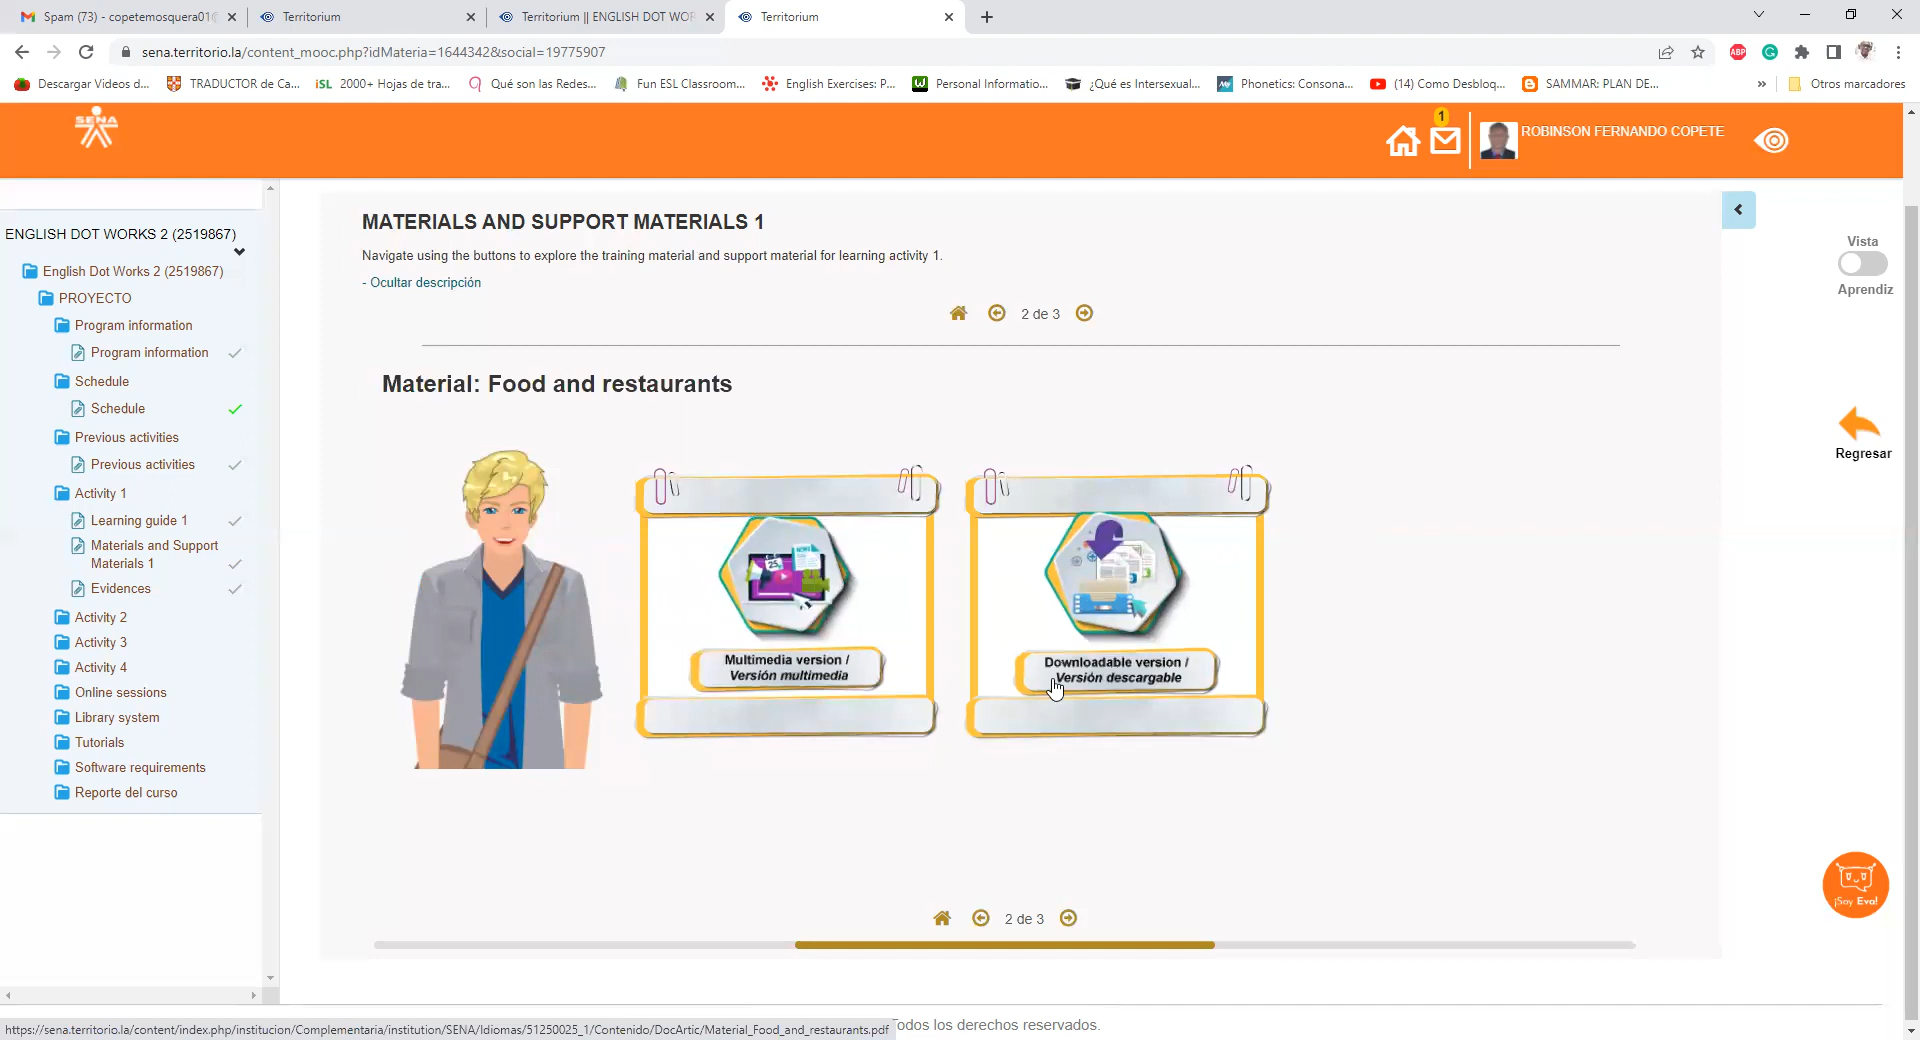 Spam (73) - copetemosquera01@
Territorium
Territorium || ENGLISH DOT WOR
Territorium
sena.territorio.la/content_mooc.php?idMateria=1644342&social=19775907
Descargar Videos d...
TRADUCTOR de Ca...
iSL 2000+ Hojas de tra...
Qué son las Redes...
Fun ESL Classroom...
English Exercises: P...
Personal Informatio...
¿Qué es Intersexual...
Phonetics: Consona...
(14) Como Desbloq...
SAMMAR: PLAN DE...
»
Otros marcadores
ABP
SENA
1
ROBINSON FERNANDO COPETE
ENGLISH DOT WORKS 2 (2519867)
English Dot Works 2 (2519867)
PROYECTO
Program information
Program information
Schedule
Schedule
Previous activities
Previous activities
Activity 1
Learning guide 1
Materials and Support
Materials 1
Evidences
Activity 2
Activity 3
Activity 4
Online sessions
Library system
Tutorials
Software requirements
Reporte del curso
MATERIALS AND SUPPORT MATERIALS 1
Navigate using the buttons to explore the training material and support material for learning activity 1.
- Ocultar descripción
2 de 3
Material: Food and restaurants
Multimedia version /
Versión multimedia
Downloadable version /
Versión descargable
2 de 3
Vista
Aprendiz
Regresar
¡Soy Eva!
https://sena.territorio.la/content/index.php/institucion/Complementaria/institution/SENA/Idiomas/51250025_1/Contenido/DocArtic/Material_Food_and_restaurants.pdf
odos los derechos reservados.